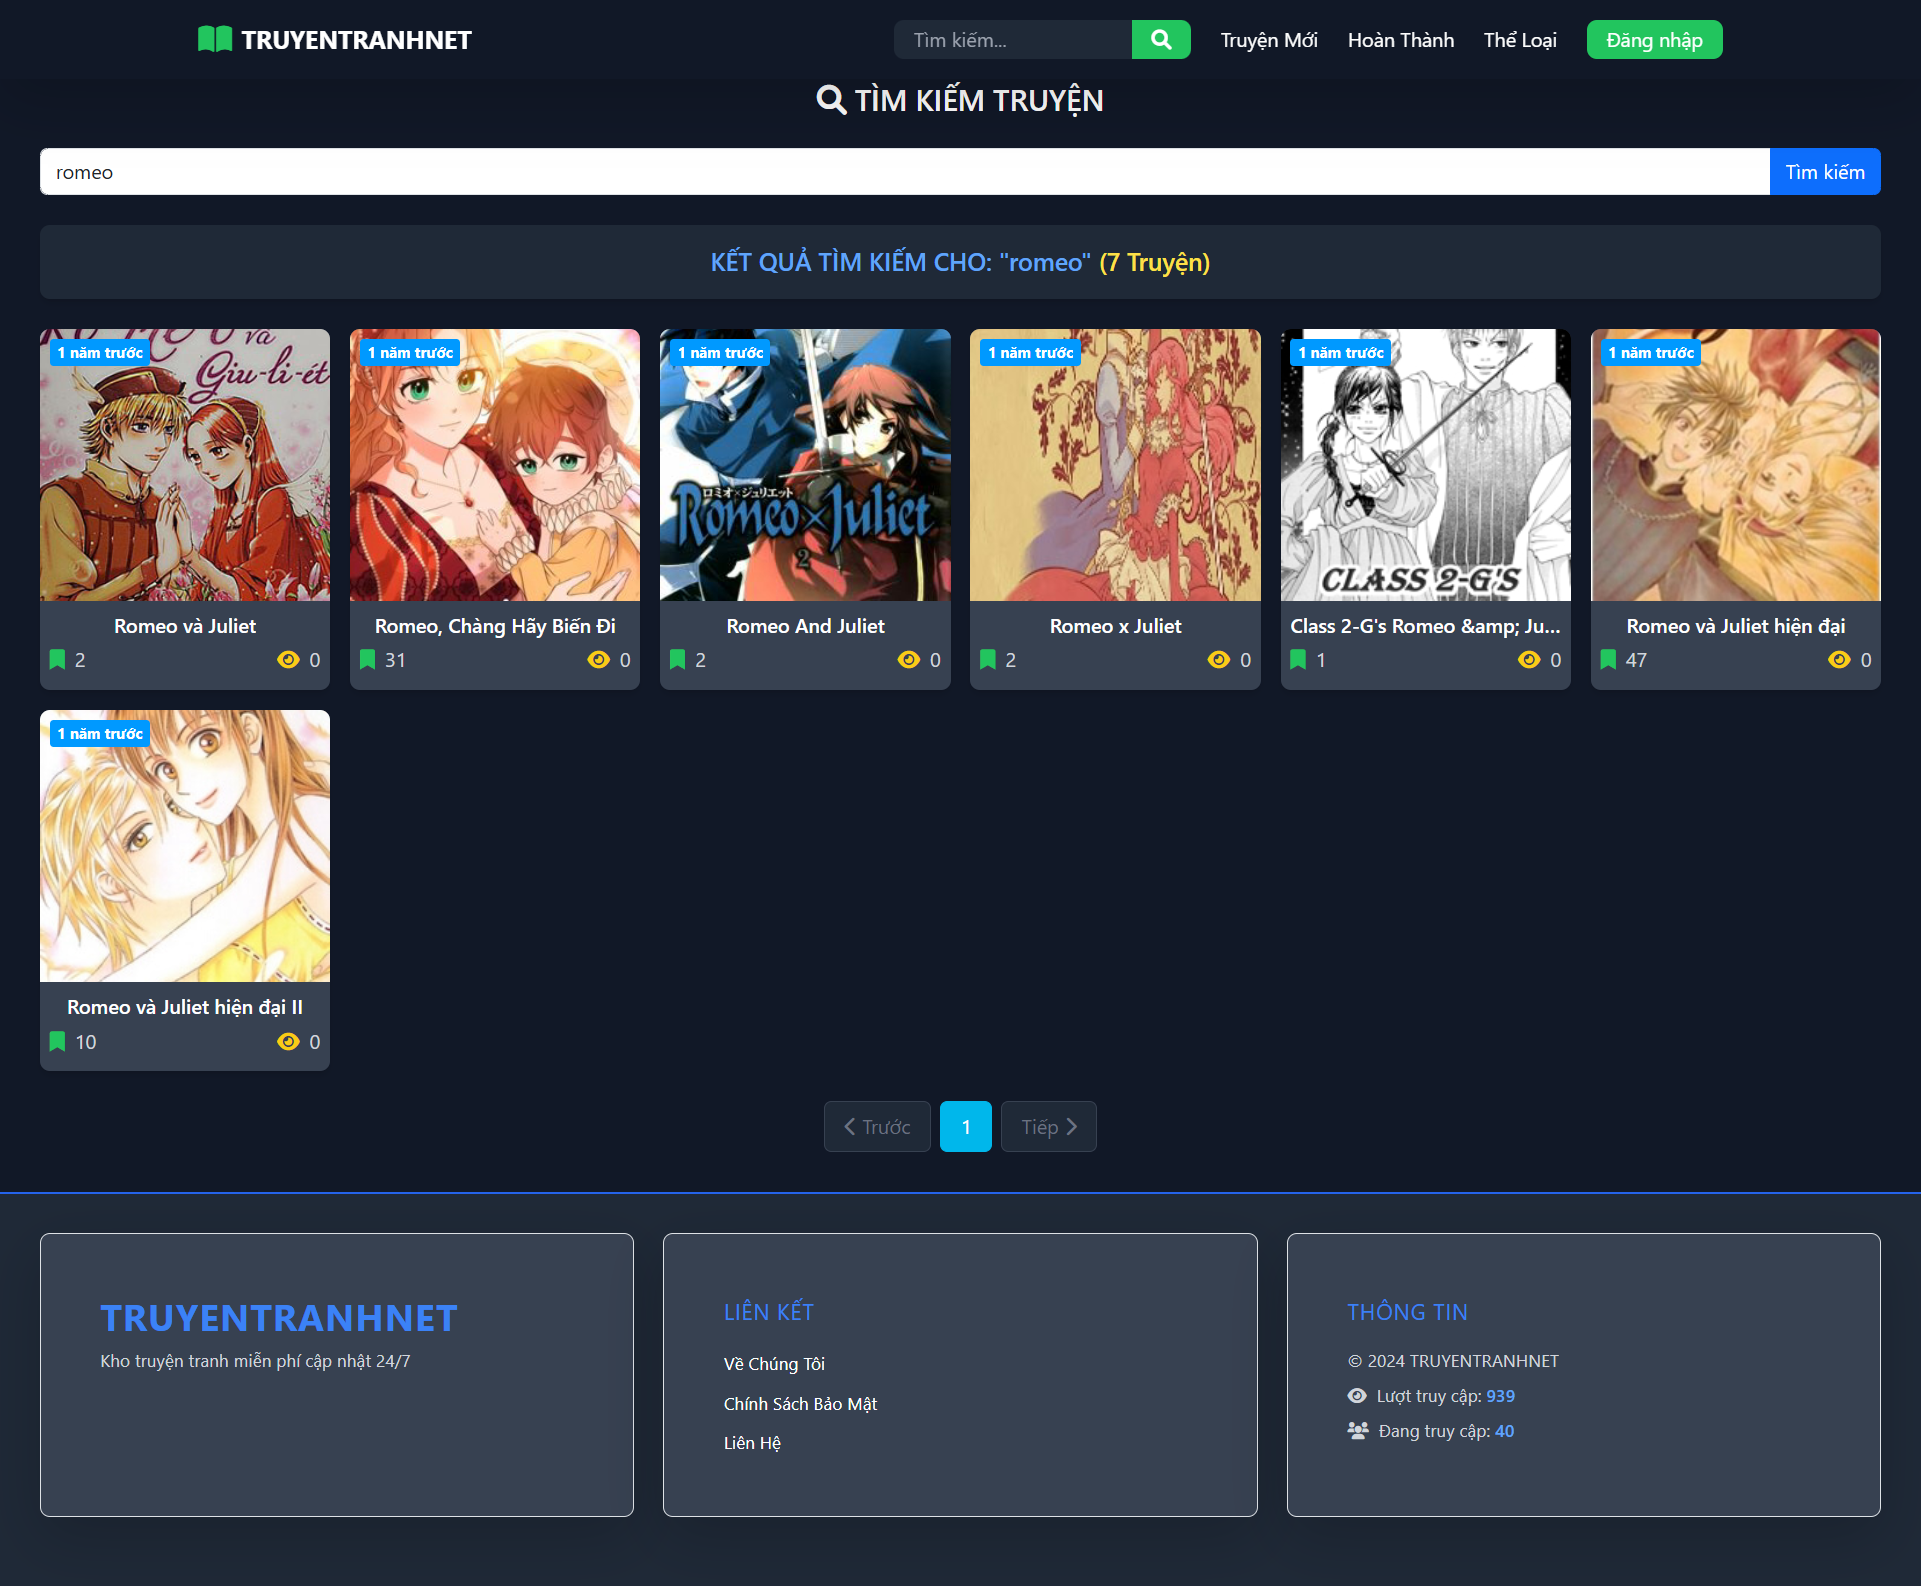 TRUYENTRANHNET
Tìm kiếm...
Truyện Mới
Hoàn Thành
Thể Loại
Đăng nhập
TÌM KIẾM TRUYỆN
romeo
Tìm kiếm
KẾT QUẢ TÌM KIẾM CHO: "romeo" (7 Truyện)
1 năm trước
và
Giu-li-ét
Romeo và Juliet
2
0
1 năm trước
Romeo, Chàng Hãy Biến Đi
31
0
1 năm trước
ロミオ×ジュリエット
Romeo×Juliet
2
Romeo And Juliet
2
0
1 năm trước
Romeo x Juliet
2
0
1 năm trước
CLASS 2-G'S
Class 2-G's Romeo &amp; Ju...
1
0
1 năm trước
Romeo và Juliet hiện đại
47
0
1 năm trước
Romeo và Juliet hiện đại II
10
0
Trước
1
Tiếp
TRUYENTRANHNET
Kho truyện tranh miễn phí cập nhật 24/7
LIÊN KẾT
Về Chúng Tôi
Chính Sách Bảo Mật
Liên Hệ
THÔNG TIN
© 2024 TRUYENTRANHNET
Lượt truy cập: 939
Đang truy cập: 40